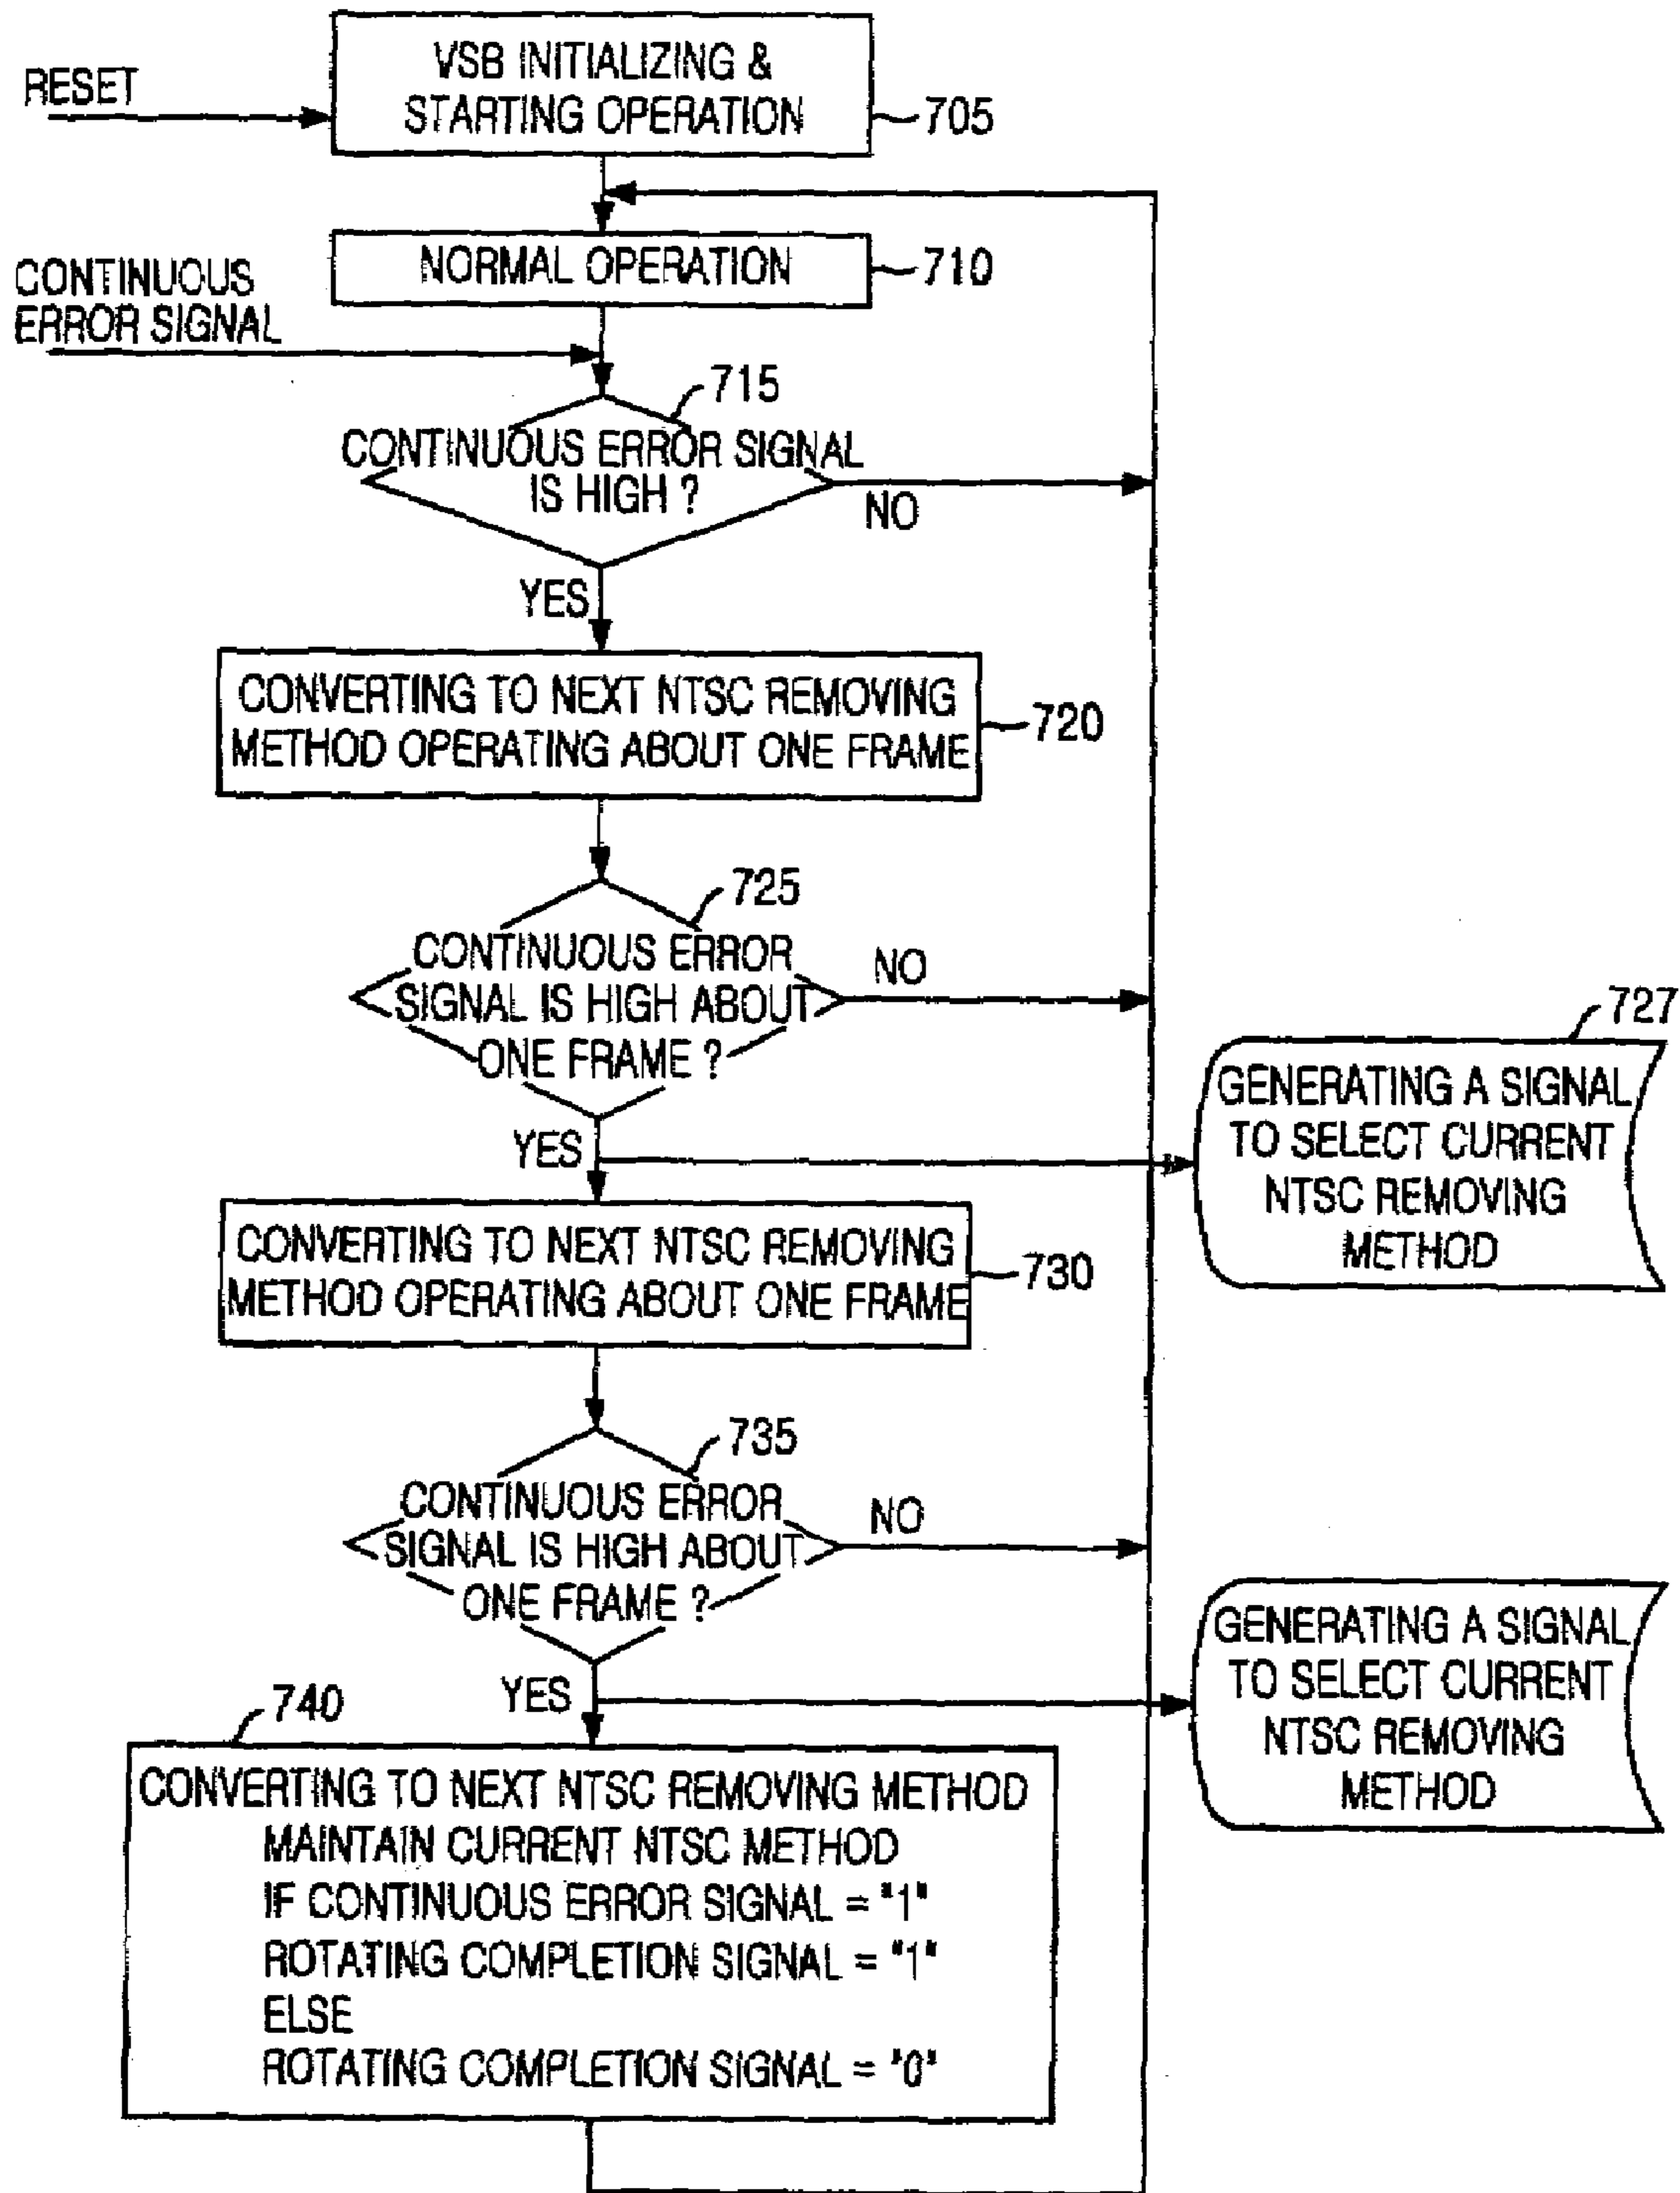 RESET
VSB INITIALIZING &
STARTING OPERATION
705
NORMAL OPERATION
710
CONTINUOUS
ERROR SIGNAL
715
CONTINUOUS ERROR SIGNAL
IS HIGH ?
NO
YES
CONVERTING TO NEXT NTSC REMOVING
METHOD OPERATING ABOUT ONE FRAME
720
725
CONTINUOUS ERROR
SIGNAL IS HIGH ABOUT
ONE FRAME ?
NO
YES
727
GENERATING A SIGNAL
TO SELECT CURRENT
NTSC REMOVING
METHOD
CONVERTING TO NEXT NTSC REMOVING
METHOD OPERATING ABOUT ONE FRAME
730
735
CONTINUOUS ERROR
SIGNAL IS HIGH ABOUT
ONE FRAME ?
NO
YES
GENERATING A SIGNAL
TO SELECT CURRENT
NTSC REMOVING
METHOD
740
CONVERTING TO NEXT NTSC REMOVING METHOD
MAINTAIN CURRENT NTSC METHOD
IF CONTINUOUS ERROR SIGNAL = "1"
ROTATING COMPLETION SIGNAL = "1"
ELSE
ROTATING COMPLETION SIGNAL = "0"